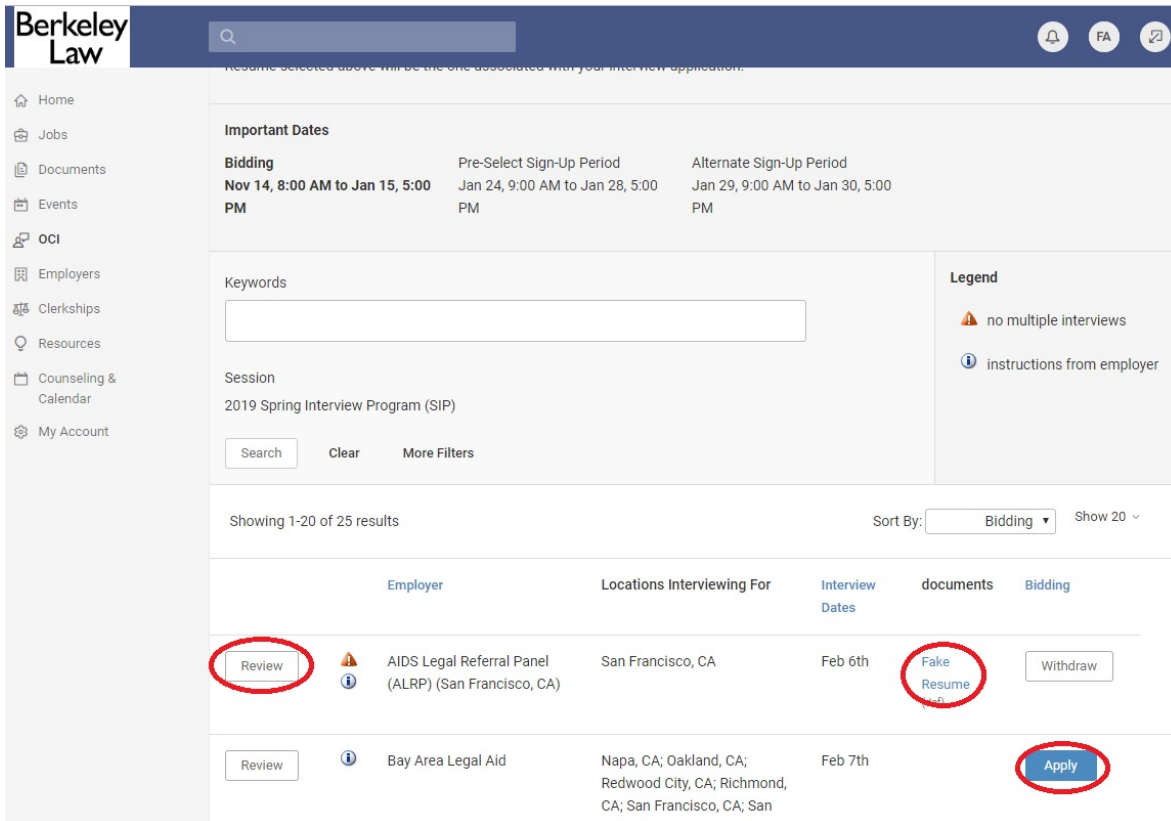 Berkeley
Law
FA
Resume selected above will be the one associated with your interview application.
Home
Jobs
Documents
Events
OCI
Employers
Clerkships
Resources
Counseling &
Calendar
My Account
Important Dates
Bidding
Nov 14, 8:00 AM to Jan 15, 5:00
PM
Pre-Select Sign-Up Period
Jan 24, 9:00 AM to Jan 28, 5:00
PM
Alternate Sign-Up Period
Jan 29, 9:00 AM to Jan 30, 5:00
PM
Keywords
Session
2019 Spring Interview Program (SIP)
Search Clear More Filters
Legend
no multiple interviews
instructions from employer
Showing 1-20 of 25 results
Sort By: Bidding Show 20
Employer Locations Interviewing For Interview
Dates documents Bidding
Review
AIDS Legal Referral Panel
(ALRP) (San Francisco, CA)
San Francisco, CA
Feb 6th
Fake
Resume
Withdraw
Review
Bay Area Legal Aid
Napa, CA; Oakland, CA;
Redwood City, CA; Richmond,
CA; San Francisco, CA; San
Feb 7th
Apply